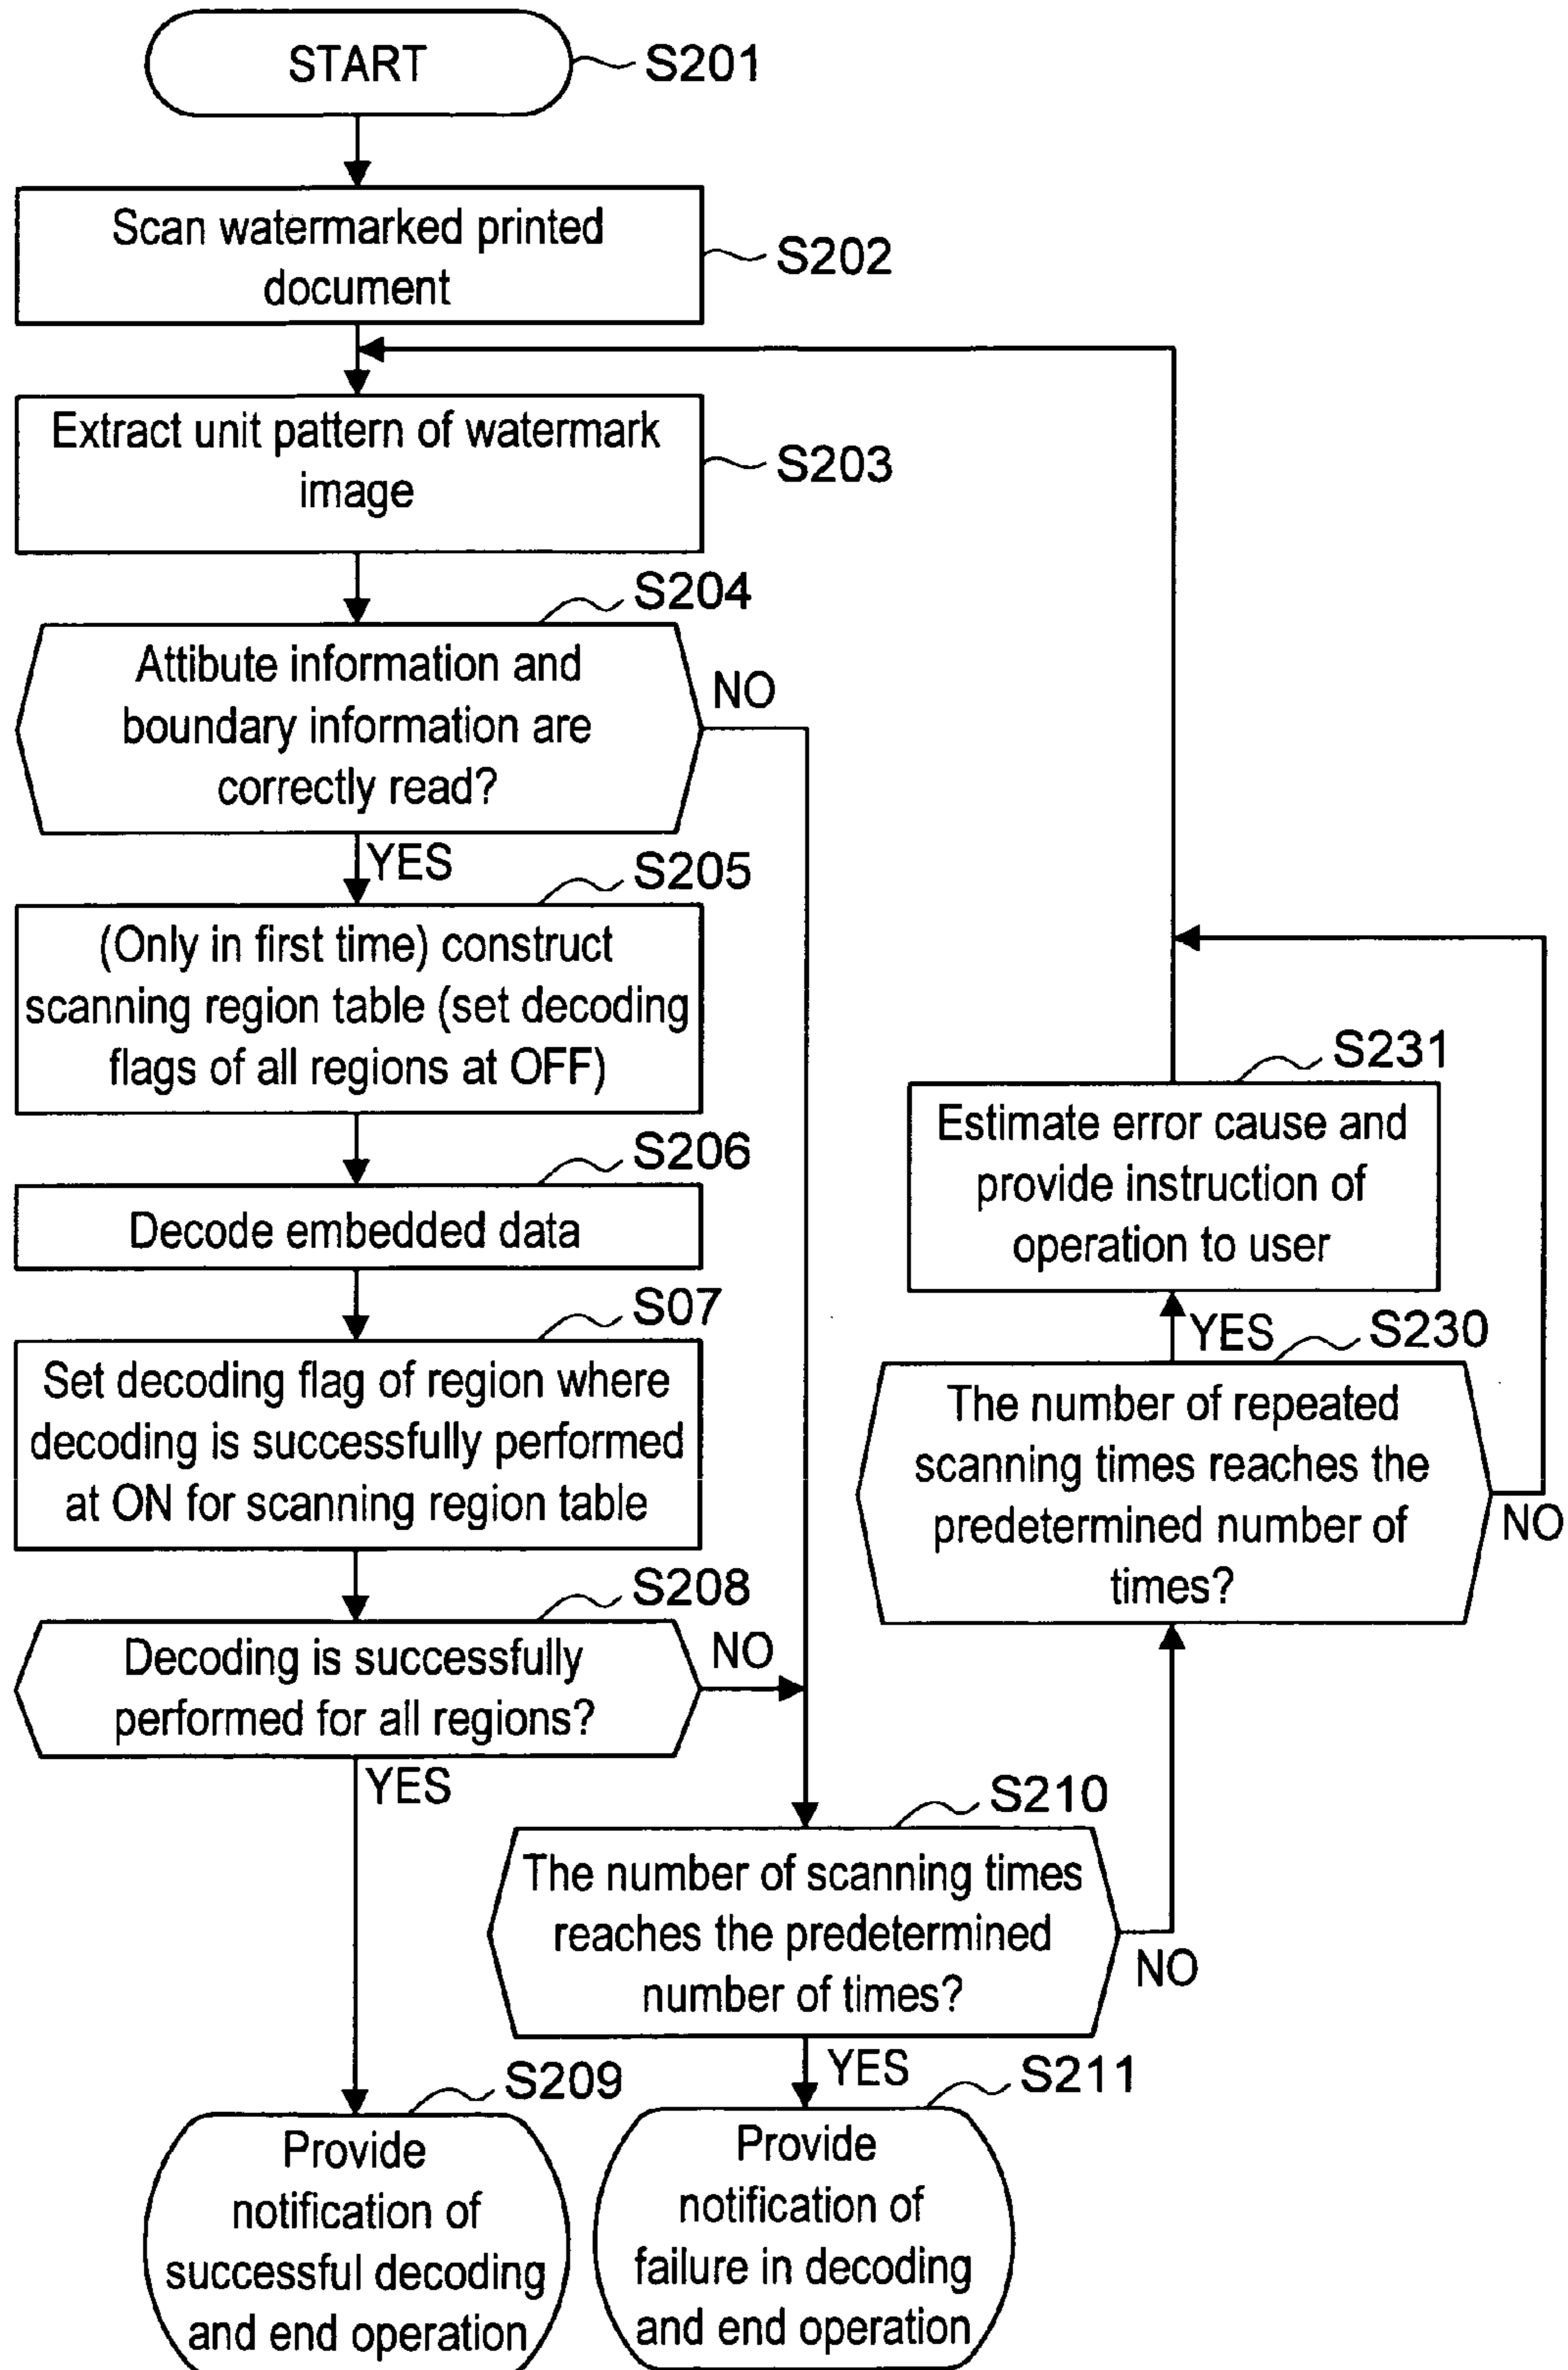 START
S201
Scan watermarked printed
document
S202
Extract unit pattern of watermark
image
S203
S204
Attibute information and
boundary information are
correctly read?
NO
YES
S205
(Only in first time) construct
scanning region table (set decoding
flags of all regions at OFF)
S206
Decode embedded data
S07
Set decoding flag of region where
decoding is successfully performed
at ON for scanning region table
S208
Decoding is successfully
performed for all regions?
NO
YES
S231
Estimate error cause and
provide instruction of
operation to user
YES
S230
The number of repeated
scanning times reaches the
predetermined number of
times?
NO
S210
The number of scanning times
reaches the predetermined
number of times?
NO
YES
S209
Provide
notification of
successful decoding
and end operation
S211
Provide
notification of
failure in decoding
and end operation